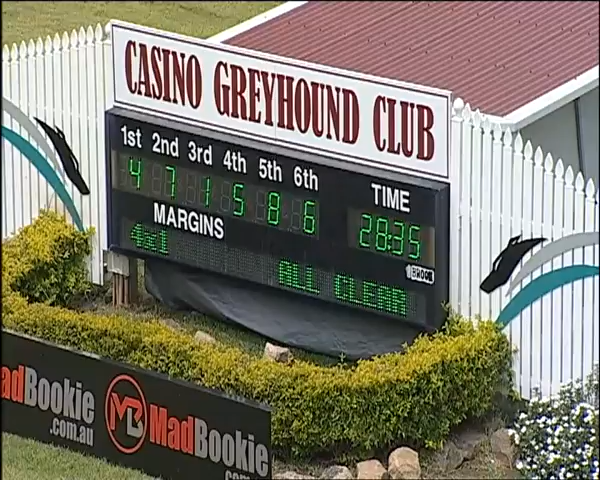 CASINO GREYHOUND CLUB
1st 2nd 3rd 4th 5th 6th TIME
4 7 1 5 8 6 28:35
MARGINS
4x1
ALL CLEAR
MadBookie
.com.au
MB MadBookie